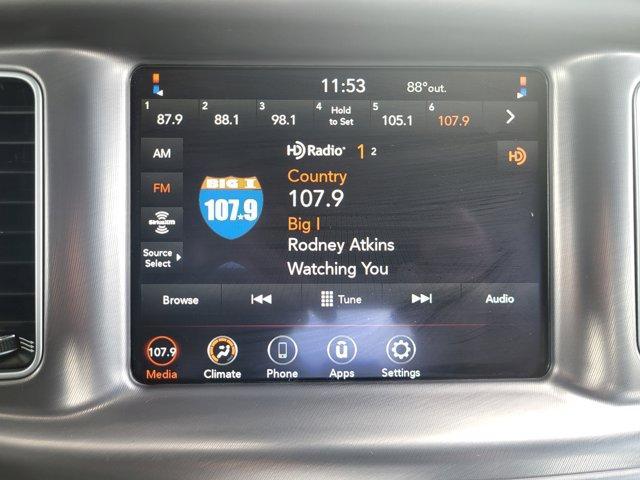 11:53 88° out.
1 87.9 2 88.1 3 98.1 4 Hold to Set 5 105.1 6 107.9
AM
HD Radio 1 2
HD
FM
BIG I
107.9
Country
107.9
Big I
SiriusXM
Rodney Atkins
Source Select
Watching You
Browse Tune Audio
107.9
Media Climate Phone Apps Settings